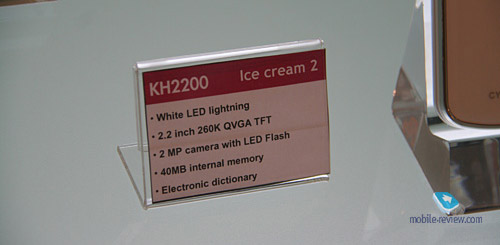 KH2200 Ice cream 2
• White LED lightning
• 2.2 inch 260K QVGA TFT
• 2 MP camera with LED Flash
• 40MB internal memory
• Electronic dictionary
CY
mobile-review.com